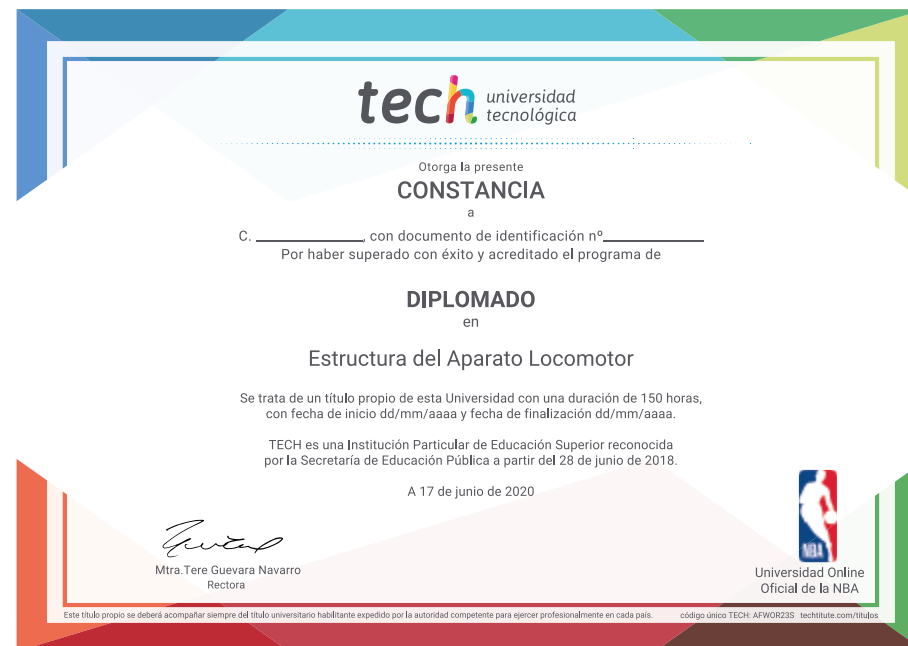 tech universidad
tecnológica
Otorga la presente
CONSTANCIA
a
C. ________________, con documento de identificación nº_______________
Por haber superado con éxito y acreditado el programa de
DIPLOMADO
en
Estructura del Aparato Locomotor
Se trata de un título propio de esta Universidad con una duración de 150 horas,
con fecha de inicio dd/mm/aaaa y fecha de finalización dd/mm/aaaa.
TECH es una Institución Particular de Educación Superior reconocida
por la Secretaría de Educación Pública a partir del 28 de junio de 2018.
A 17 de junio de 2020
Mtra.Tere Guevara Navarro
Rectora
NBA
Universidad Online
Oficial de la NBA
Este título propio se deberá acompañar siempre del título universitario habilitante expedido por la autoridad competente para ejercer profesionalmente en cada país. código único TECH: AFWOR23S techtitute.com/titulos